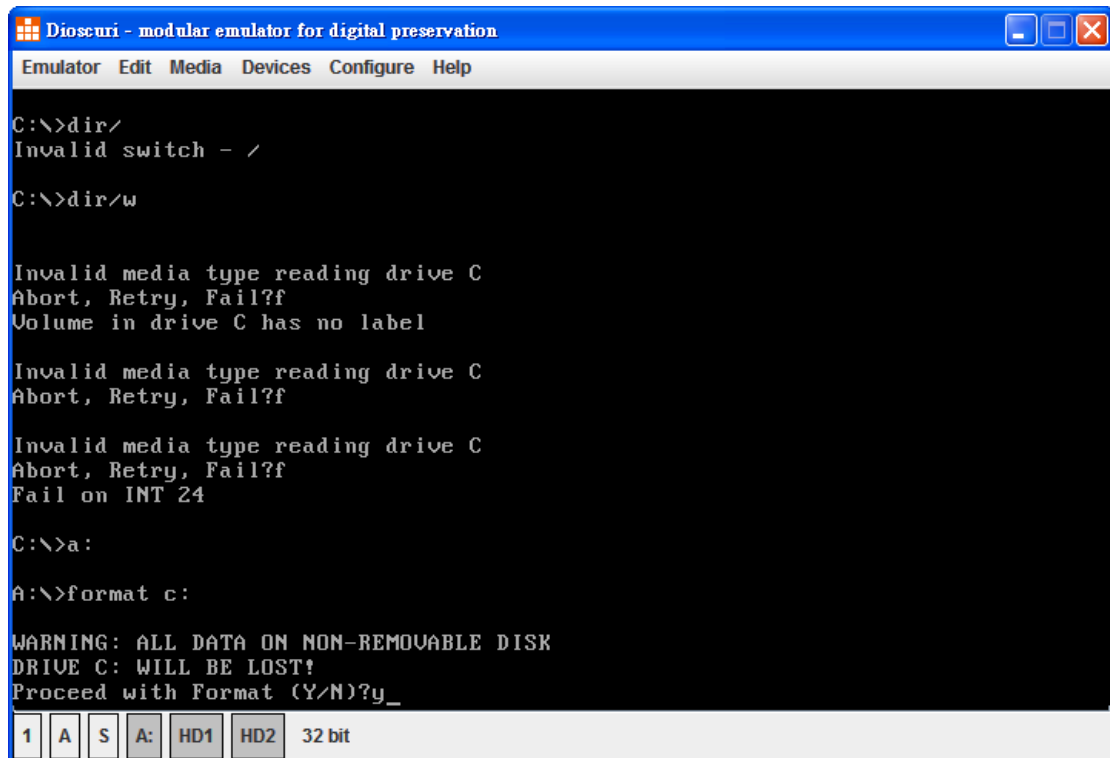 Dioscuri - modular emulator for digital preservation
Emulator Edit Media Devices Configure Help
C:\>dir/
Invalid switch - /
C:\>dir/w
Invalid media type reading drive C
Abort, Retry, Fail?f
Volume in drive C has no label
Invalid media type reading drive C
Abort, Retry, Fail?f
Invalid media type reading drive C
Abort, Retry, Fail?f
Fail on INT 24
C:\>a:
A:\>format c:
WARNING: ALL DATA ON NON-REMOVABLE DISK
DRIVE C: WILL BE LOST!
Proceed with Format (Y/N)?y_
1 A S A: HD1 HD2 32 bit